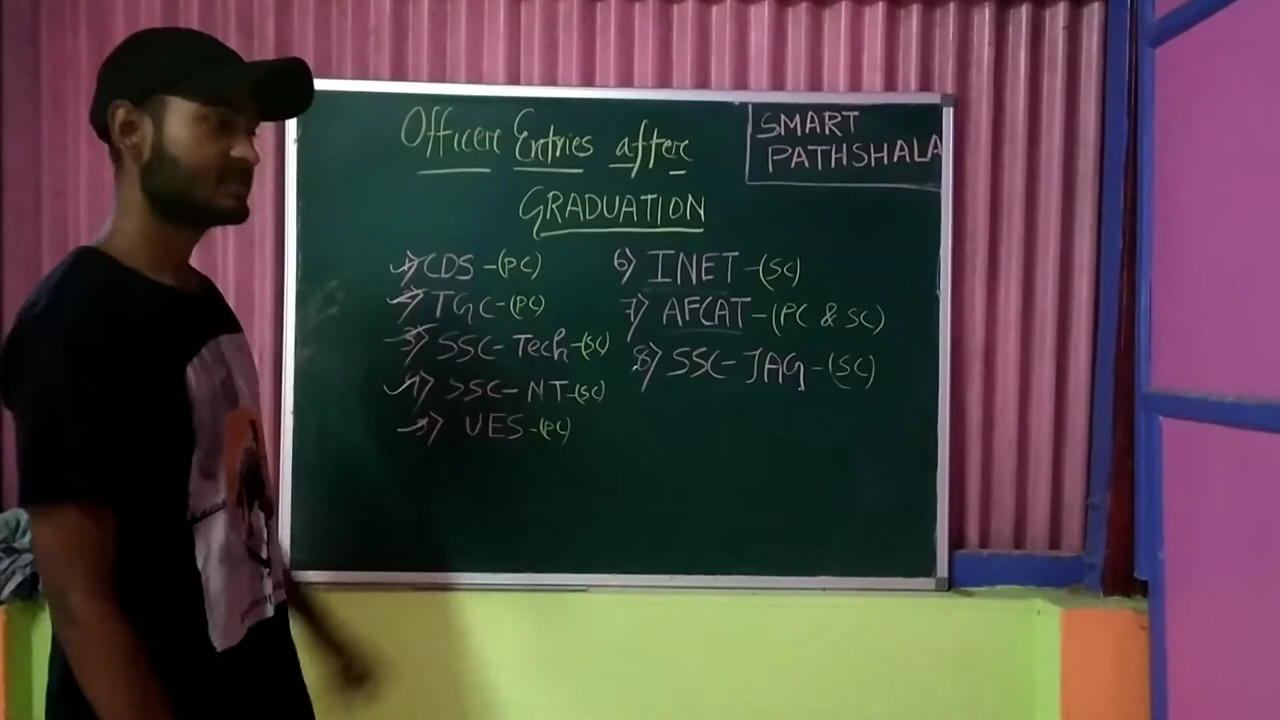 Officer Entries after
GRADUATION
SMART
PATHSHALA
1) CDS - (PC)
2) TGC - (PC)
3) SSC - Tech - (SC)
4) SSC - NT - (SC)
5) UES - (PC)
6) INET - (SC)
7) AFCAT - (PC & SC)
8) SSC - JAG - (SC)